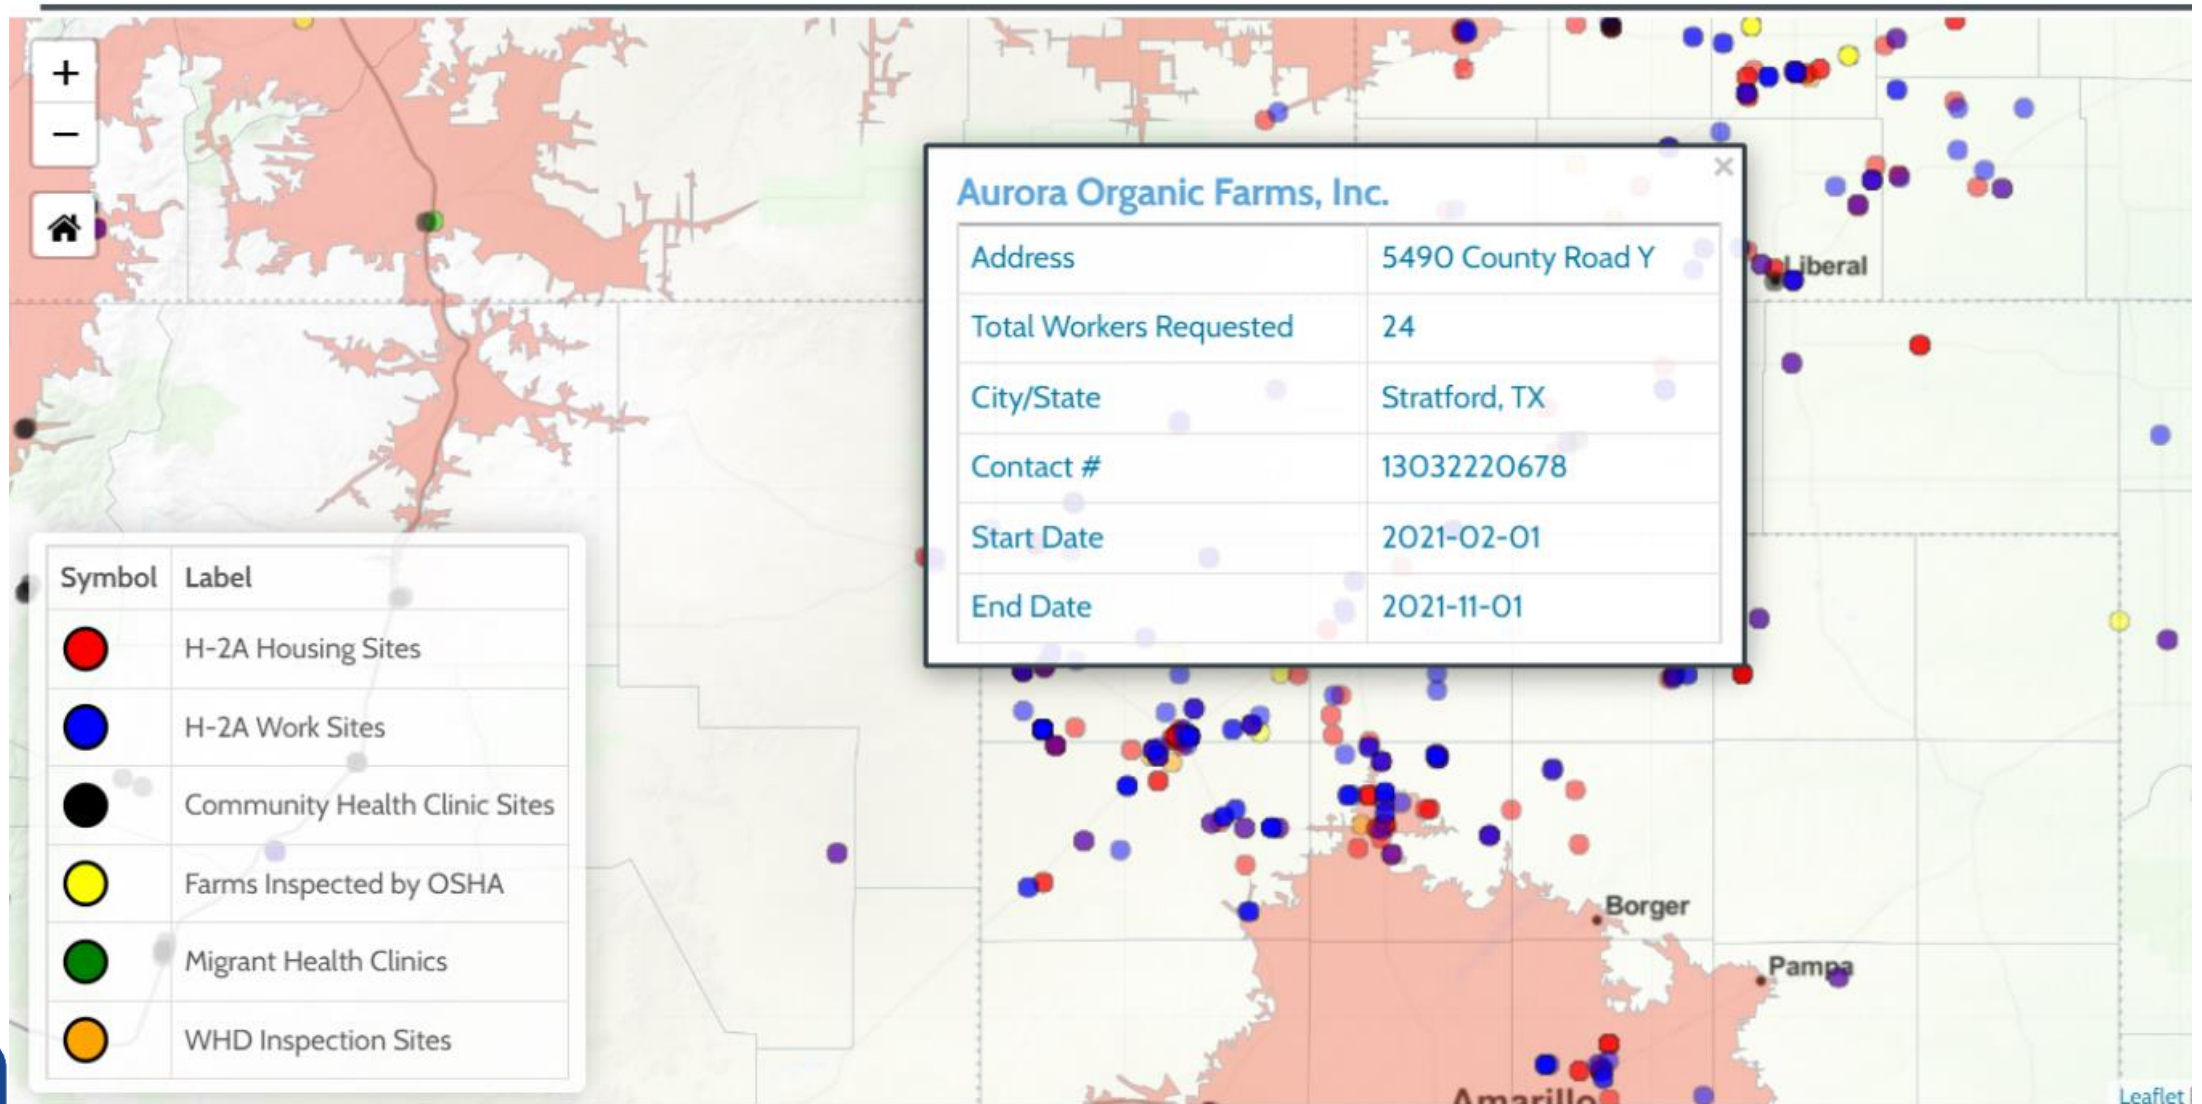 +
−
Aurora Organic Farms, Inc.
×
Address 5490 County Road Y
Total Workers Requested 24
City/State Stratford, TX
Contact # 13032220678
Start Date 2021-02-01
End Date 2021-11-01
Liberal
Symbol Label
H-2A Housing Sites
H-2A Work Sites
Community Health Clinic Sites
Farms Inspected by OSHA
Migrant Health Clinics
WHD Inspection Sites
Borger
Pampa
Amarillo
Leaflet